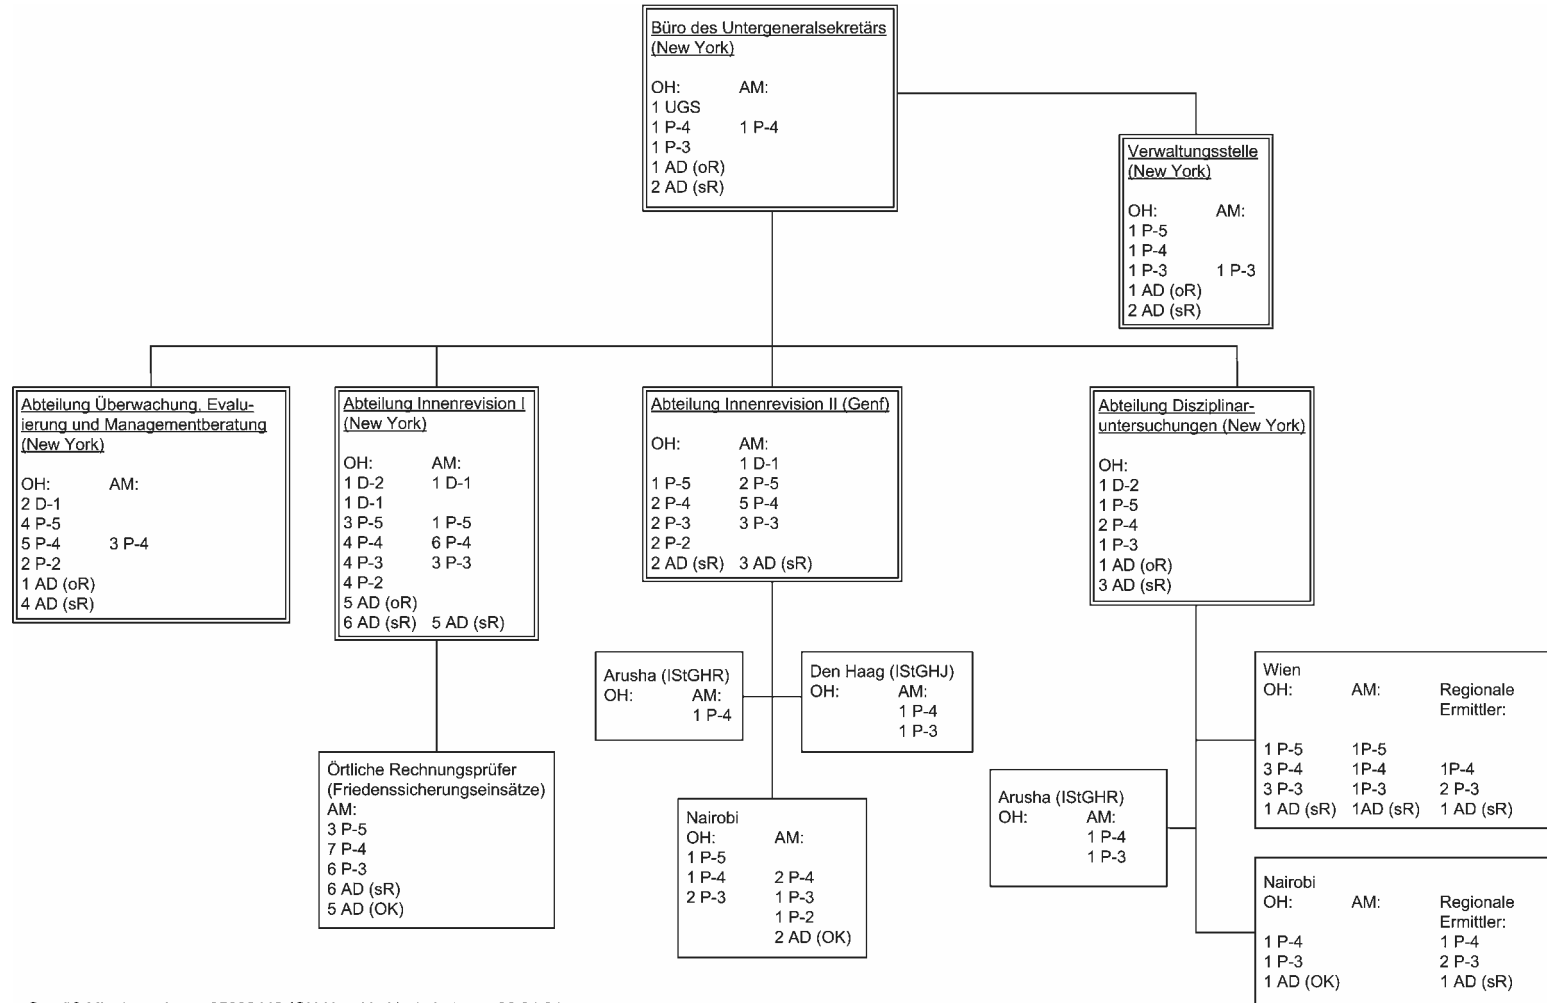 Büro des Untergeneralsekretärs
(New York)
OH: AM:
1 UGS
1 P-4 1 P-4
1 P-3
1 AD (oR)
2 AD (sR)
Verwaltungsstelle
(New York)
OH: AM:
1 P-5
1 P-4
1 P-3 1 P-3
1 AD (oR)
2 AD (sR)
Abteilung Überwachung, Evalu-
ierung und Managementberatung
(New York)
OH: AM:
2 D-1
4 P-5
5 P-4 3 P-4
2 P-2
1 AD (oR)
4 AD (sR)
Abteilung Innenrevision I
(New York)
OH: AM:
1 D-2 1 D-1
1 D-1
3 P-5 1 P-5
4 P-4 6 P-4
4 P-3 3 P-3
4 P-2
5 AD (oR)
6 AD (sR) 5 AD (sR)
Abteilung Innenrevision II (Genf)
OH: AM:
1 D-1
1 P-5 2 P-5
2 P-4 5 P-4
2 P-3 3 P-3
2 P-2
2 AD (sR) 3 AD (sR)
Abteilung Disziplinar-
untersuchungen (New York)
OH:
1 D-2
1 P-5
2 P-4
1 P-3
1 AD (oR)
3 AD (sR)
Örtliche Rechnungsprüfer
(Friedenssicherungseinsätze)
AM:
3 P-5
7 P-4
6 P-3
6 AD (sR)
5 AD (OK)
Arusha (IStGHR)
OH: AM:
1 P-4
Den Haag (IStGHJ)
OH: AM:
1 P-4
1 P-3
Nairobi
OH: AM:
1 P-5
1 P-4 2 P-4
2 P-3 1 P-3
1 P-2
2 AD (OK)
Arusha (IStGHR)
OH: AM:
1 P-4
1 P-3
Wien
OH: AM: Regionale
Ermittler:
1 P-5 1P-5
3 P-4 1P-4 1P-4
3 P-3 1P-3 2 P-3
1 AD (sR) 1AD (sR) 1 AD (sR)
Nairobi
OH: AM: Regionale
Ermittler:
1 P-4 1 P-4
1 P-3 2 P-3
1 AD (OK) 1 AD (sR)